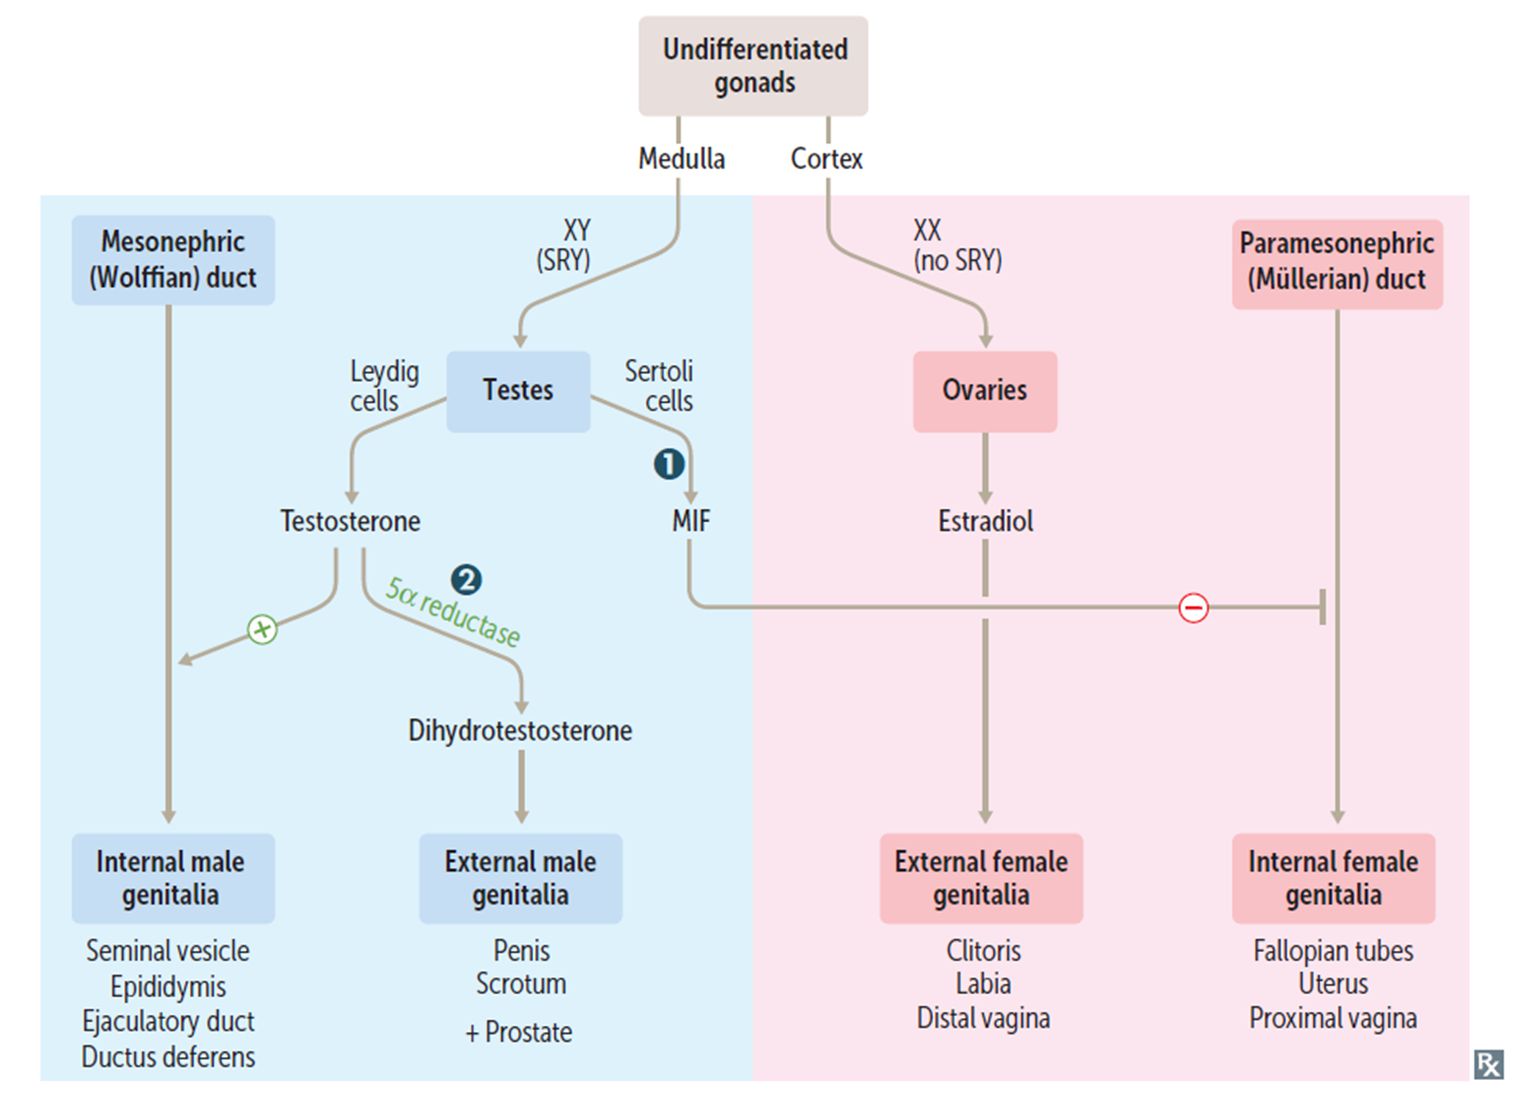 Undifferentiated
gonads
Medulla
Cortex
Mesonephric
(Wolffian) duct
XY
(SRY)
XX
(no SRY)
Paramesonephric
(Müllerian) duct
Leydig
cells
Testes
Sertoli
cells
Ovaries
1
Testosterone
MIF
Estradiol
2
5α reductase
+
−
Dihydrotestosterone
Internal male
genitalia
Seminal vesicle
Epididymis
Ejaculatory duct
Ductus deferens
External male
genitalia
Penis
Scrotum
+ Prostate
External female
genitalia
Clitoris
Labia
Distal vagina
Internal female
genitalia
Fallopian tubes
Uterus
Proximal vagina
Rx